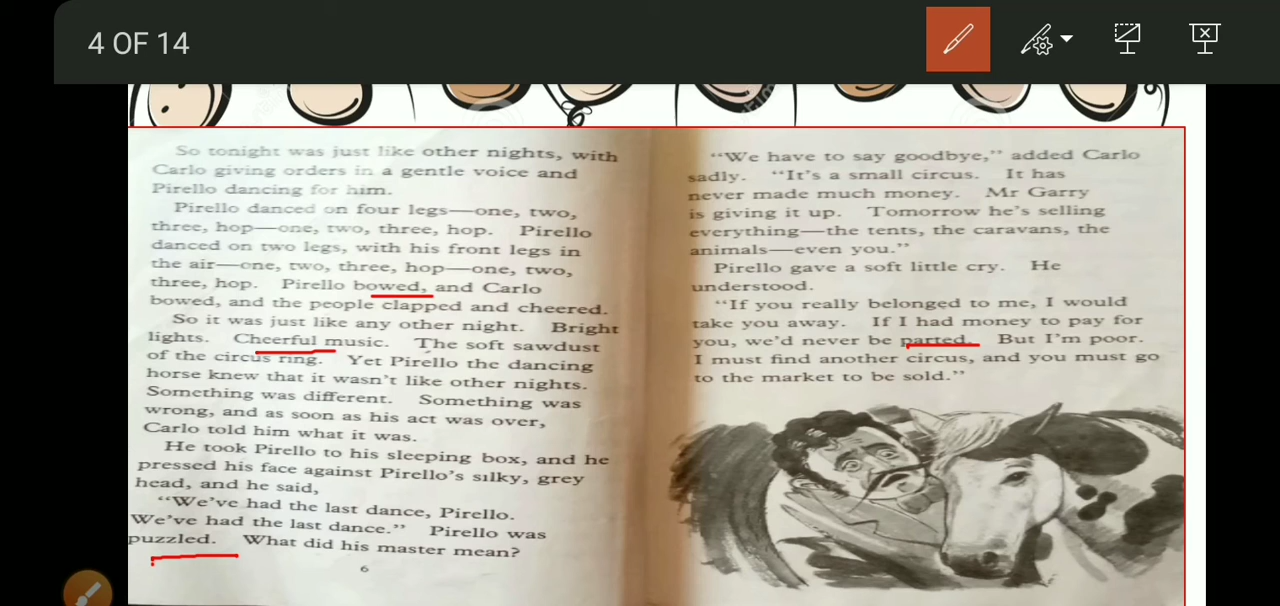 4 OF 14
So tonight was just like other nights, with
Carlo giving orders in a gentle voice and
Pirello dancing for him.
Pirello danced on four legs—one, two,
three, hop—one, two, three, hop. Pirello
danced on two legs, with his front legs in
the air—one, two, three, hop—one, two,
three, hop. Pirello bowed, and Carlo
bowed, and the people clapped and cheered.
So it was just like any other night. Bright
lights. Cheerful music. The soft sawdust
of the circus ring. Yet Pirello the dancing
horse knew that it wasn't like other nights.
Something was different. Something was
wrong, and as soon as his act was over,
Carlo told him what it was.
He took Pirello to his sleeping box, and he
pressed his face against Pirello's silky, grey
head, and he said,
“We've had the last dance, Pirello.
We've had the last dance.” Pirello was
puzzled. What did his master mean?
6
“We have to say goodbye,” added Carlo
sadly. “It's a small circus. It has
never made much money. Mr Garry
is giving it up. Tomorrow he's selling
everything—the tents, the caravans, the
animals—even you.”
Pirello gave a soft little cry. He
understood.
“If you really belonged to me, I would
take you away. If I had money to pay for
you, we'd never be parted. But I'm poor.
I must find another circus, and you must go
to the market to be sold.”